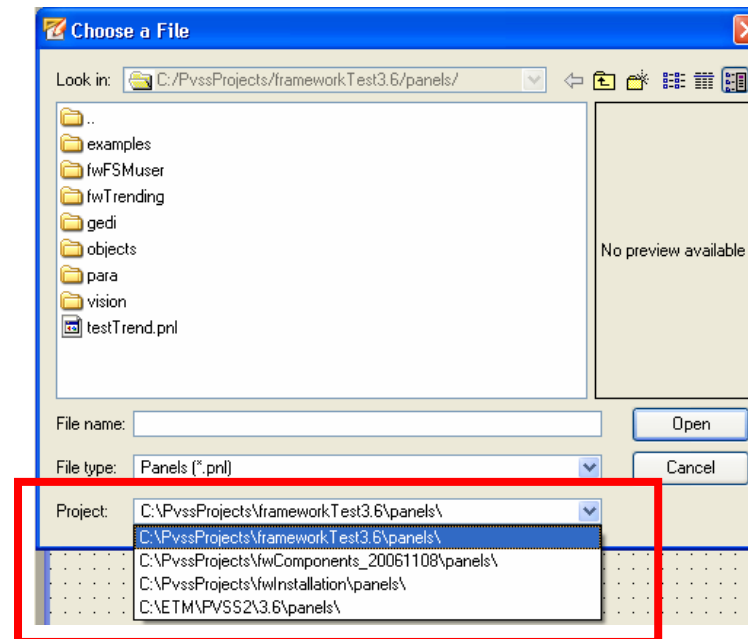 Choose a File
Look in: C:/PvssProjects/frameworkTest3.6/panels/
..
examples
fwFSMuser
fwTrending
gedi
objects
para
vision
testTrend.pnl
No preview available
File name:
Open
File type: Panels (*.pnl)
Cancel
Project: C:\PvssProjects\frameworkTest3.6\panels\
C:\PvssProjects\frameworkTest3.6\panels\
C:\PvssProjects\fwComponents_20061108\panels\
C:\PvssProjects\fwInstallation\panels\
C:\ETM\PVSS2\3.6\panels\